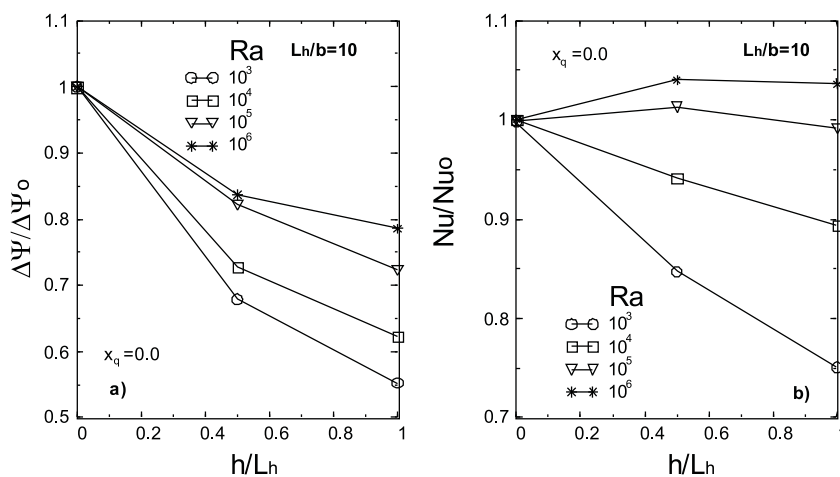 1.1
1
0.9
0.8
0.7
0.6
0.5
ΔΨ/ΔΨo
Ra
10³
10⁴
10⁵
10⁶
Lh/b=10
xq=0.0
a)
0 0.2 0.4 0.6 0.8 1
h/Lh
1.1
1
0.9
0.8
0.7
Nu/Nuo
xq=0.0
Lh/b=10
Ra
10³
10⁴
10⁵
10⁶
b)
0 0.2 0.4 0.6 0.8 1
h/Lh